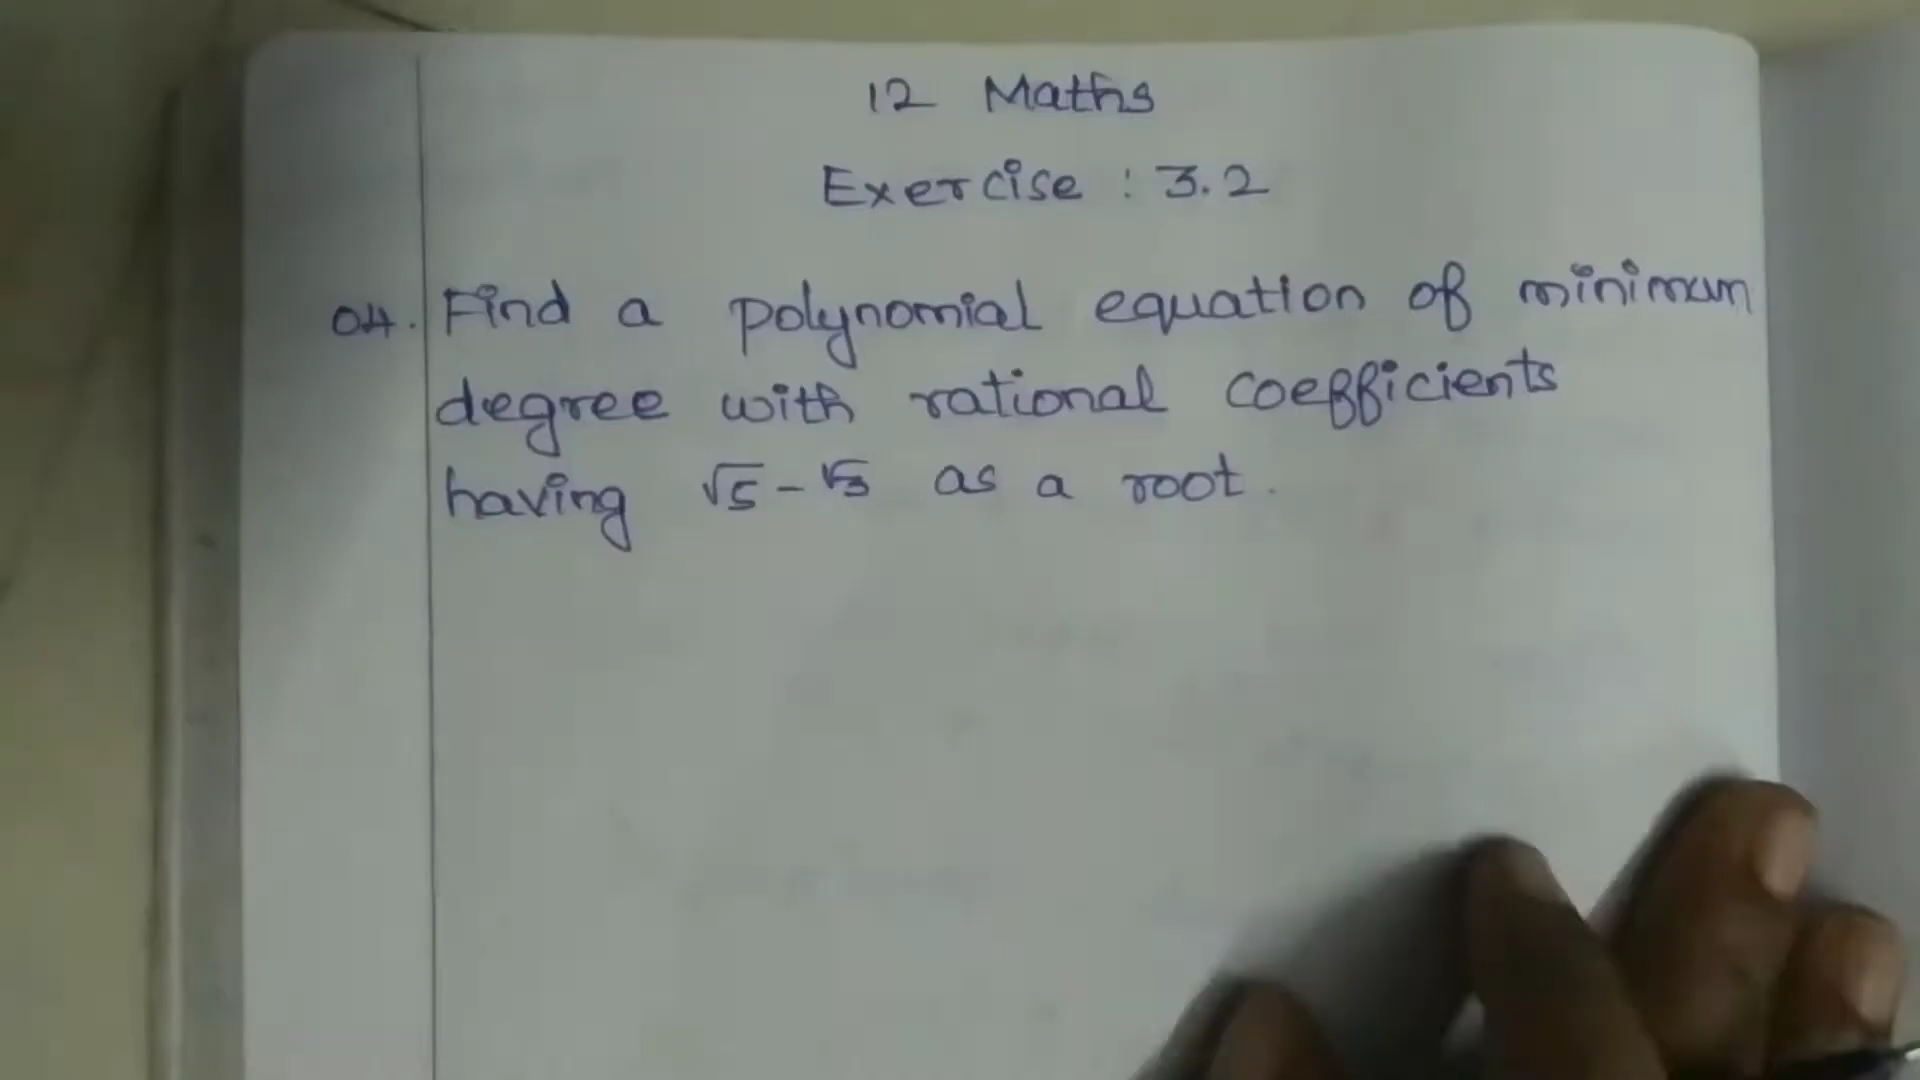 12 Maths
Exercise : 3.2
04. Find a polynomial equation of minimum
degree with rational coefficients
having √5 - √3 as a root.